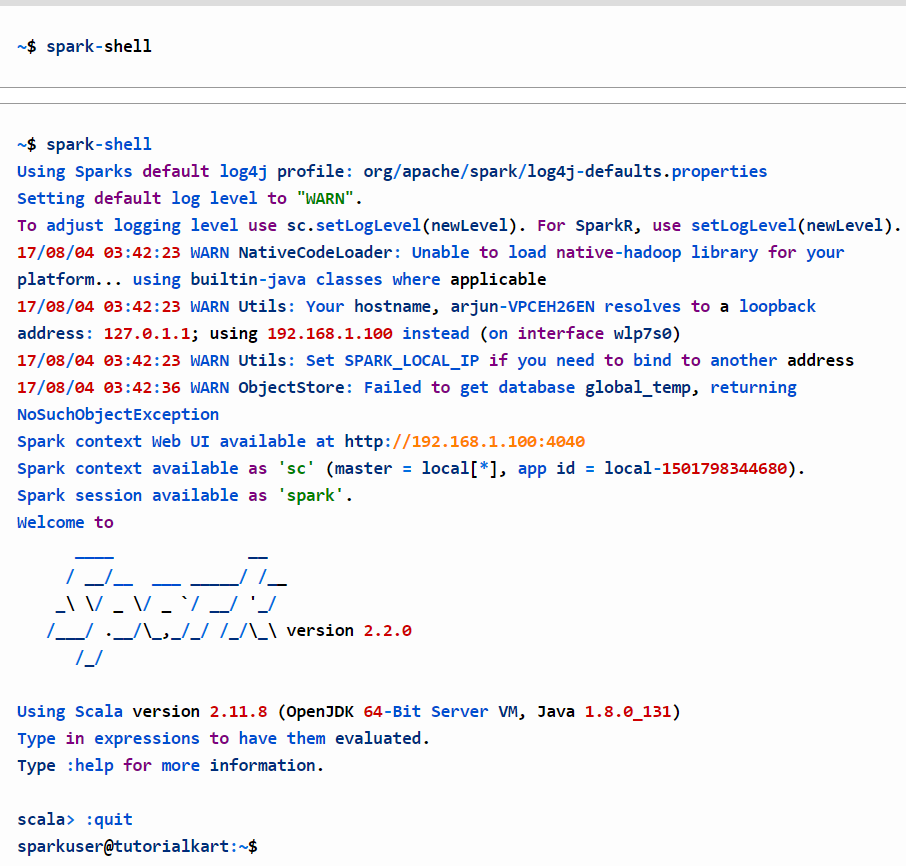 ~$ spark-shell
~$ spark-shell
Using Sparks default log4j profile: org/apache/spark/log4j-defaults.properties
Setting default log level to "WARN".
To adjust logging level use sc.setLogLevel(newLevel). For SparkR, use setLogLevel(newLevel).
17/08/04 03:42:23 WARN NativeCodeLoader: Unable to load native-hadoop library for your
platform... using builtin-java classes where applicable
17/08/04 03:42:23 WARN Utils: Your hostname, arjun-VPCEH26EN resolves to a loopback
address: 127.0.1.1; using 192.168.1.100 instead (on interface wlp7s0)
17/08/04 03:42:23 WARN Utils: Set SPARK_LOCAL_IP if you need to bind to another address
17/08/04 03:42:36 WARN ObjectStore: Failed to get database global_temp, returning
NoSuchObjectException
Spark context Web UI available at http://192.168.1.100:4040
Spark context available as 'sc' (master = local[*], app id = local-1501798344680).
Spark session available as 'spark'.
Welcome to
      ____              __
     / __/__  ___ _____/ /__
    _\ \/ _ \/ _ `/ __/ '_/
   /___/ .__/\_,_/_/ /_/\_\ version 2.2.0
      /_/
Using Scala version 2.11.8 (OpenJDK 64-Bit Server VM, Java 1.8.0_131)
Type in expressions to have them evaluated.
Type :help for more information.
scala> :quit
sparkuser@tutorialkart:~$